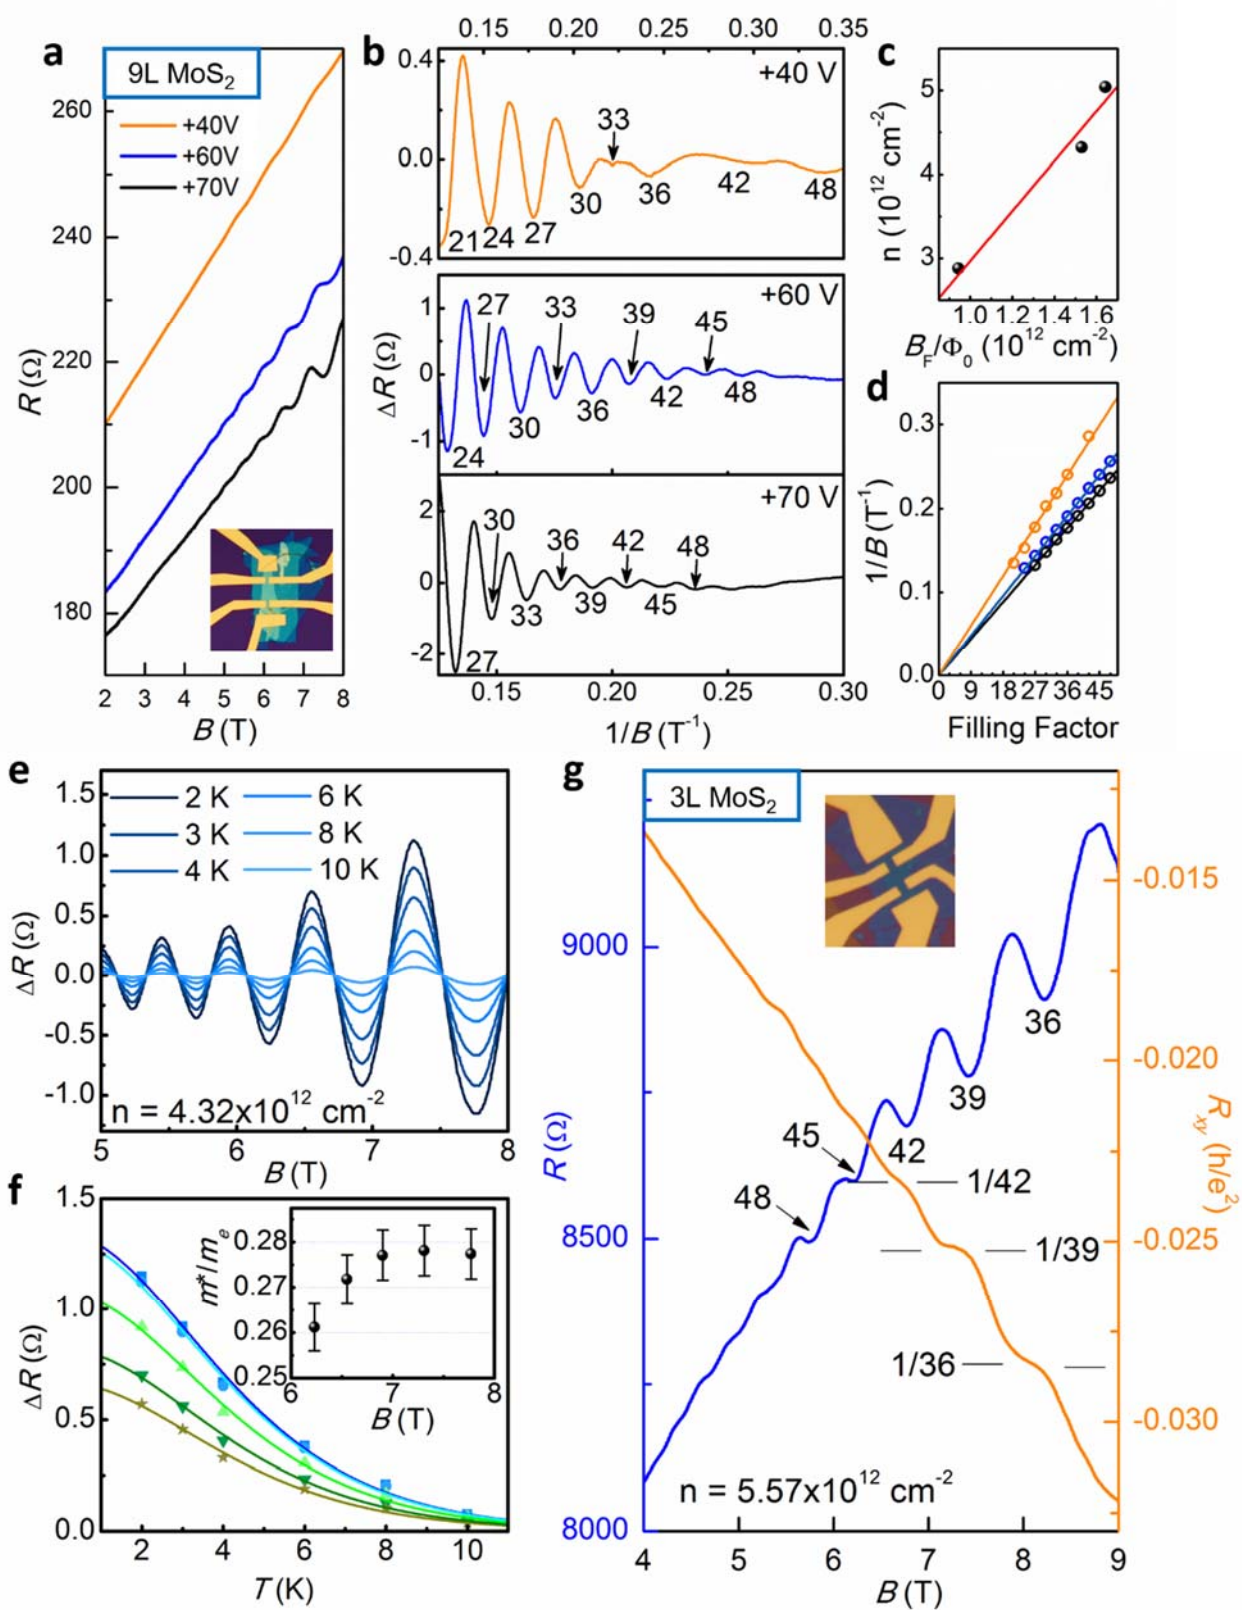 a
9L MoS2
+40V
+60V
+70V
260
240
220
200
180
R (Ω)
2 3 4 5 6 7 8
B (T)
b
0.15 0.20 0.25 0.30 0.35
+40 V
0.4
0.0
-0.4
33
21 24 27 30 36 42 48
+60 V
1
0
-1
ΔR (Ω)
27 33 39 45
24 30 36 42 48
+70 V
2
0
-2
30 36 42 48
27 33 39 45
0.15 0.20 0.25 0.30
1/B (T-1)
c
5
4
3
n (1012 cm-2)
1.0 1.2 1.4 1.6
BF/Φ0 (1012 cm-2)
d
0.3
0.2
0.1
0.0
1/B (T-1)
0 9 18 27 36 45
Filling Factor
e
2 K 6 K
3 K 8 K
4 K 10 K
1.5
1.0
0.5
0.0
-0.5
-1.0
ΔR (Ω)
n = 4.32x1012 cm-2
5 6 7 8
B (T)
f
1.5
1.0
0.5
0.0
ΔR (Ω)
2 4 6 8 10
T (K)
m*/me
0.28
0.27
0.26
0.25
6 7 8
B (T)
g
3L MoS2
9000
8500
8000
R (Ω)
-0.015
-0.020
-0.025
-0.030
Rxy (h/e2)
36
39
42
45
48
1/42
1/39
1/36
n = 5.57x1012 cm-2
4 5 6 7 8 9
B (T)